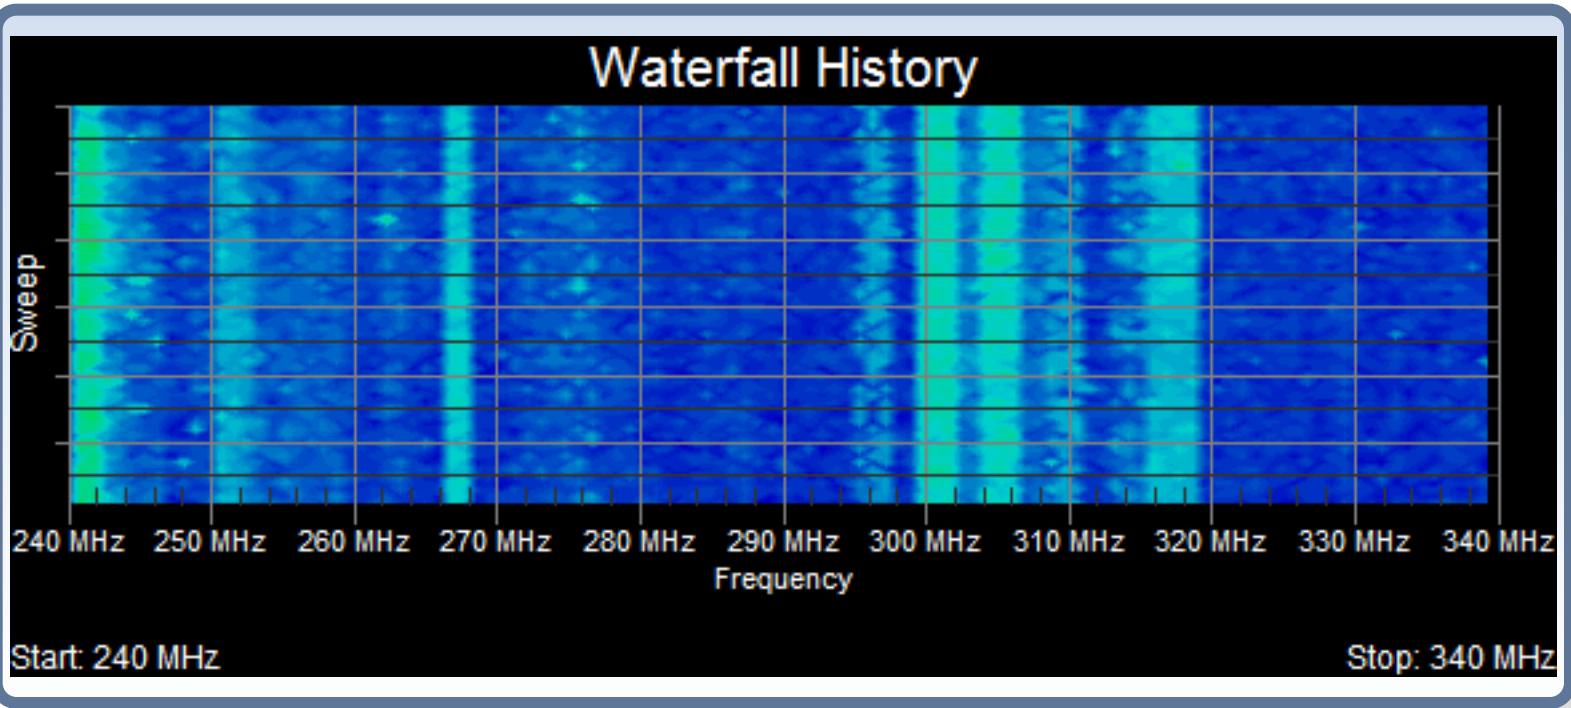 Waterfall History
Sweep
240 MHz 250 MHz 260 MHz 270 MHz 280 MHz 290 MHz 300 MHz 310 MHz 320 MHz 330 MHz 340 MHz
Frequency
Start: 240 MHz Stop: 340 MHz